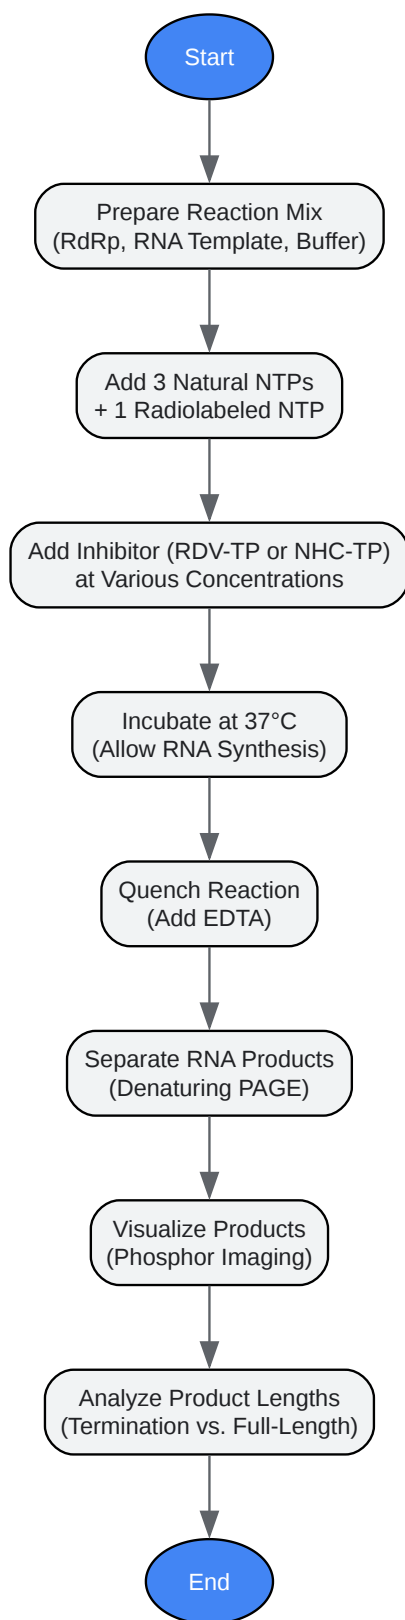 Start
Prepare Reaction Mix
(RdRp, RNA Template, Buffer)
Add 3 Natural NTPs
+ 1 Radiolabeled NTP
Add Inhibitor (RDV-TP or NHC-TP)
at Various Concentrations
Incubate at 37°C
(Allow RNA Synthesis)
Quench Reaction
(Add EDTA)
Separate RNA Products
(Denaturing PAGE)
Visualize Products
(Phosphor Imaging)
Analyze Product Lengths
(Termination vs. Full-Length)
End